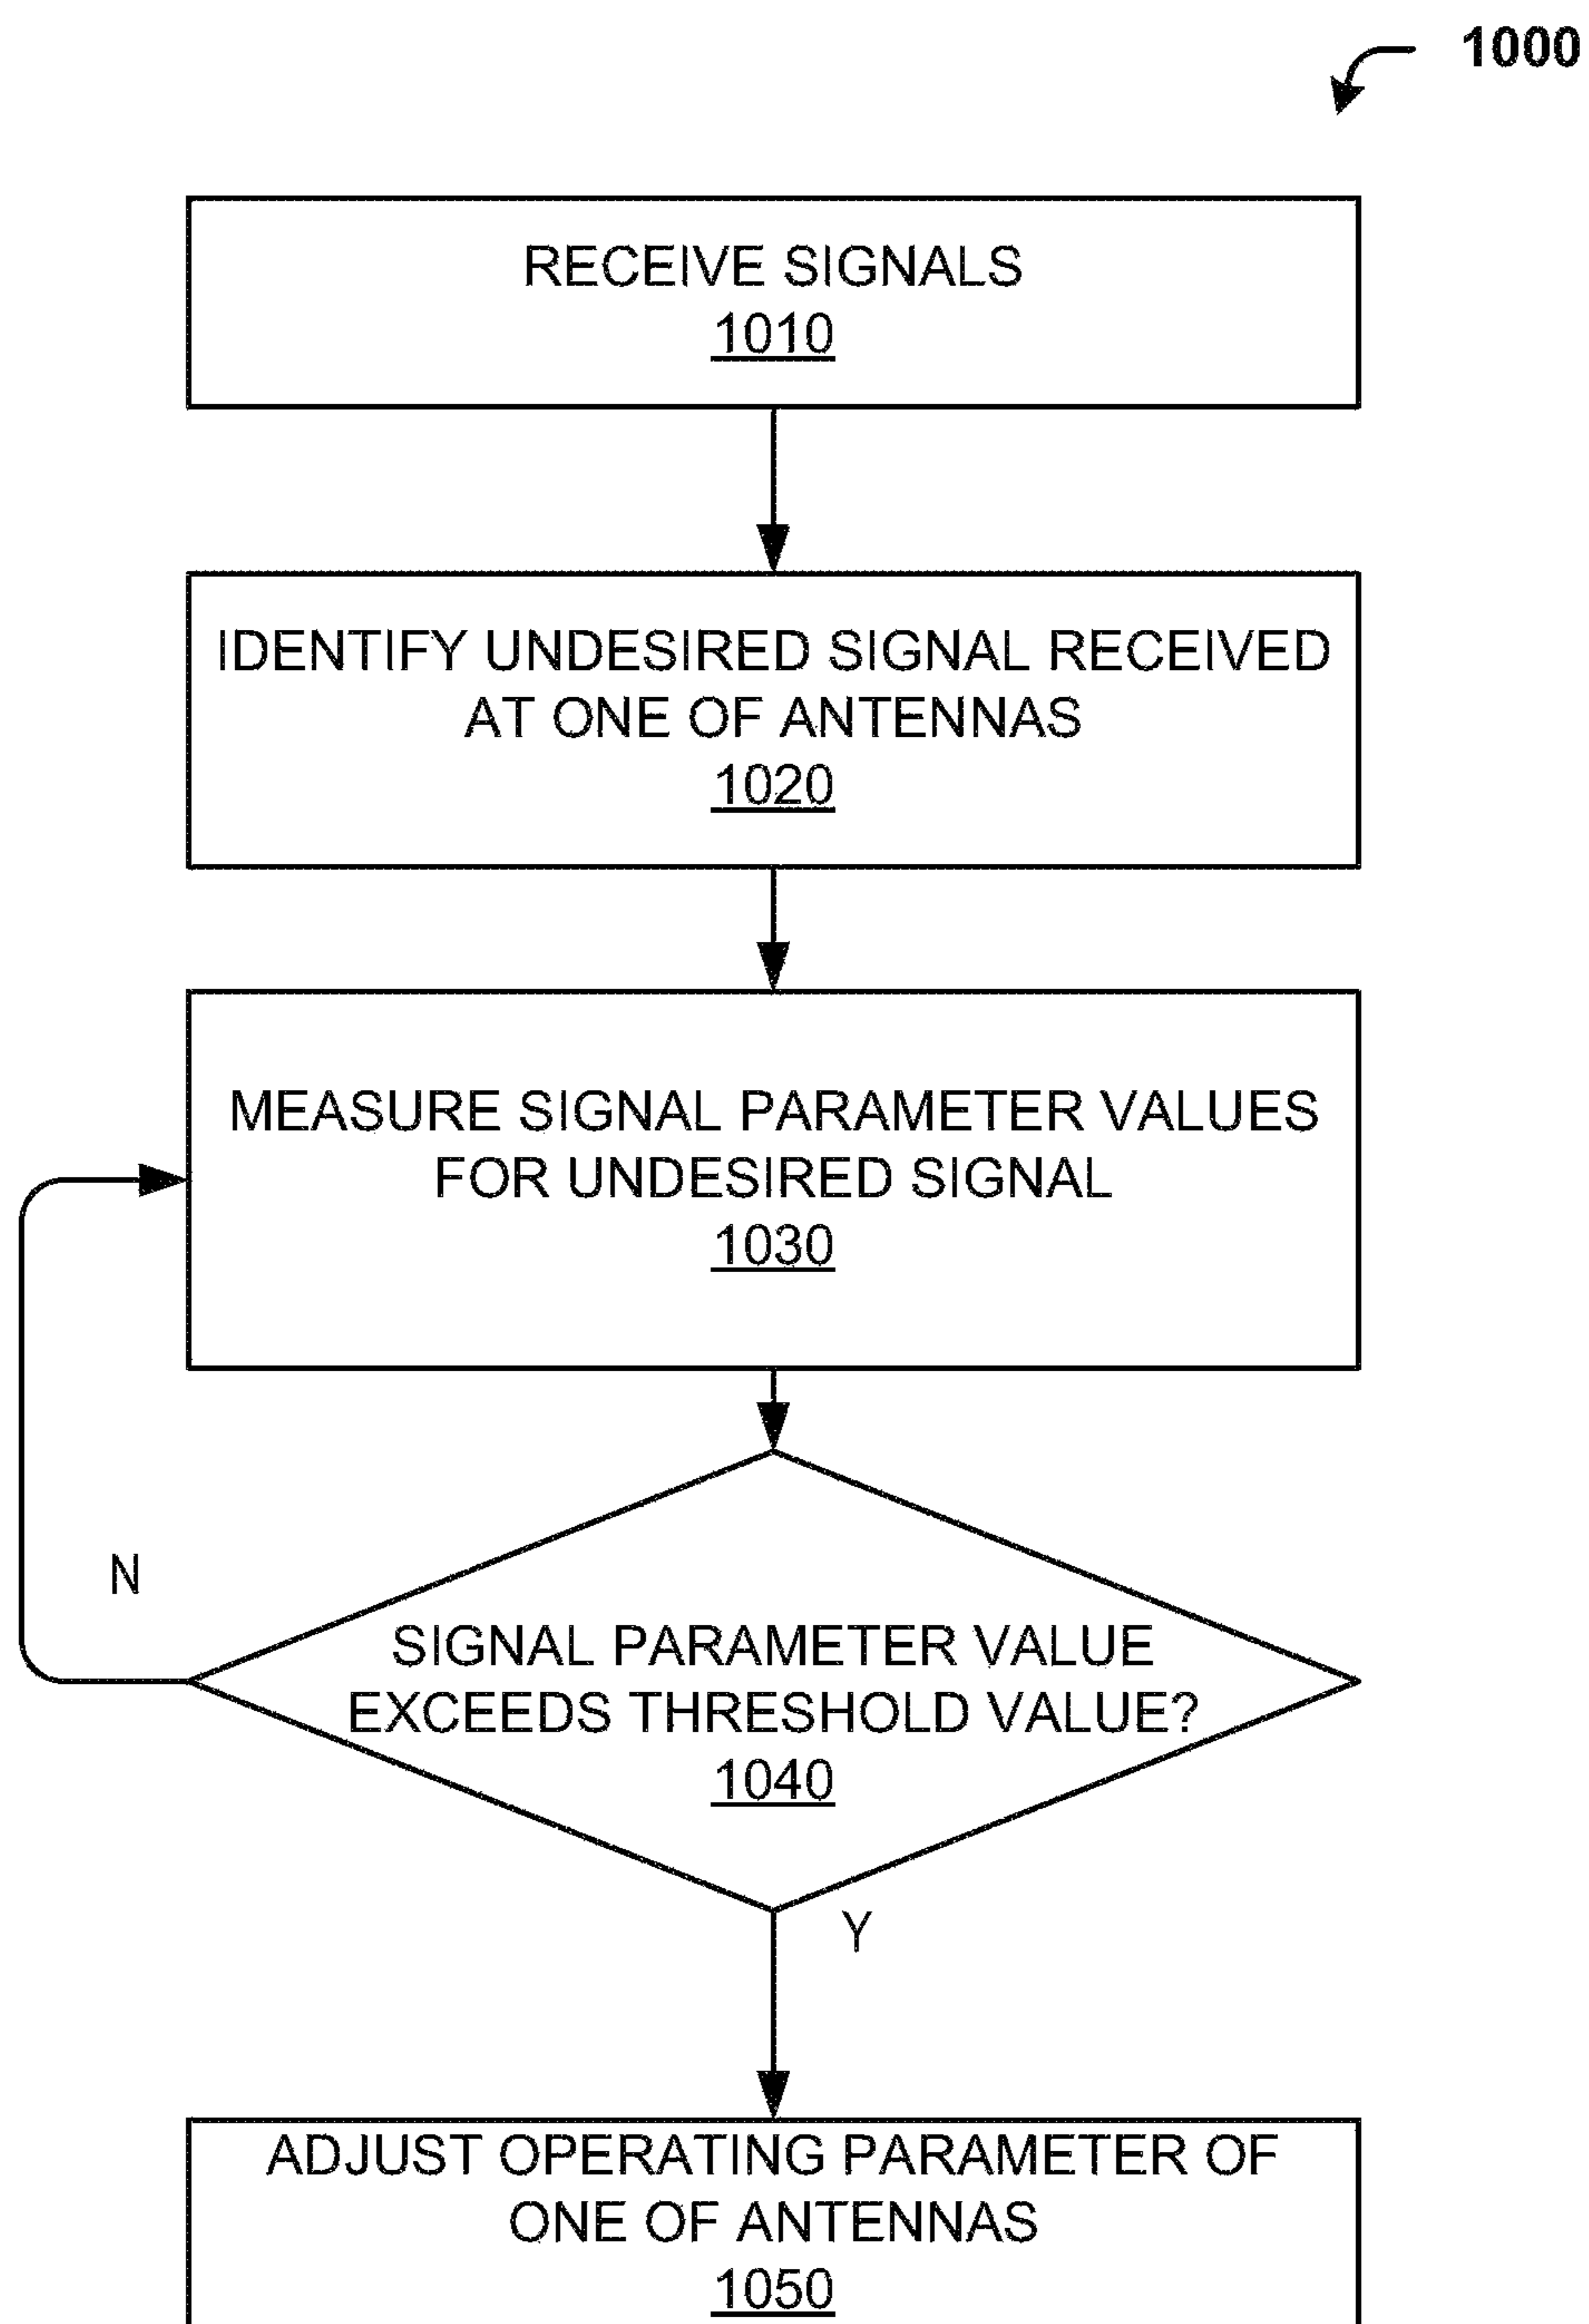 1000
RECEIVE SIGNALS
1010
IDENTIFY UNDESIRED SIGNAL RECEIVED
AT ONE OF ANTENNAS
1020
MEASURE SIGNAL PARAMETER VALUES
FOR UNDESIRED SIGNAL
1030
N
SIGNAL PARAMETER VALUE
EXCEEDS THRESHOLD VALUE?
1040
Y
ADJUST OPERATING PARAMETER OF
ONE OF ANTENNAS
1050